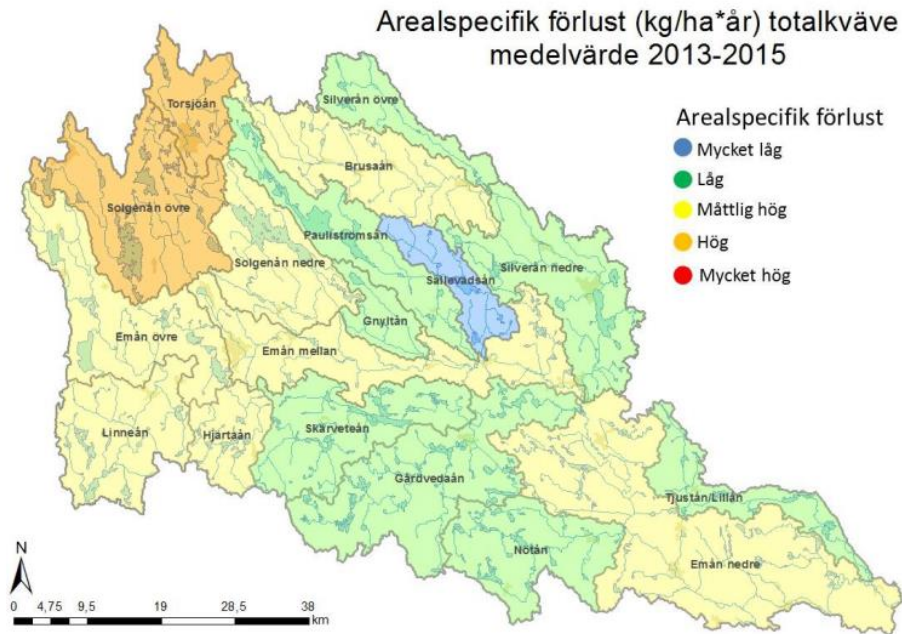 Arealspecifik förlust (kg/ha*år) totalkväve
medelvärde 2013-2015
Arealspecifik förlust
Mycket låg
Låg
Måttlig hög
Hög
Mycket hög
Silverån övre
Torsjöån
Brusaån
Solgenån övre
Pauliströmsån
Solgenån nedre
Sällevadsån
Silverån nedre
Gnyltån
Emån övre
Emån mellan
Linneån
Hjärtaån
Skärveteån
Gårdvedaån
Tjustån/Lillån
Nötån
Emån nedre
N
0 4,75 9,5 19 28,5 38
km